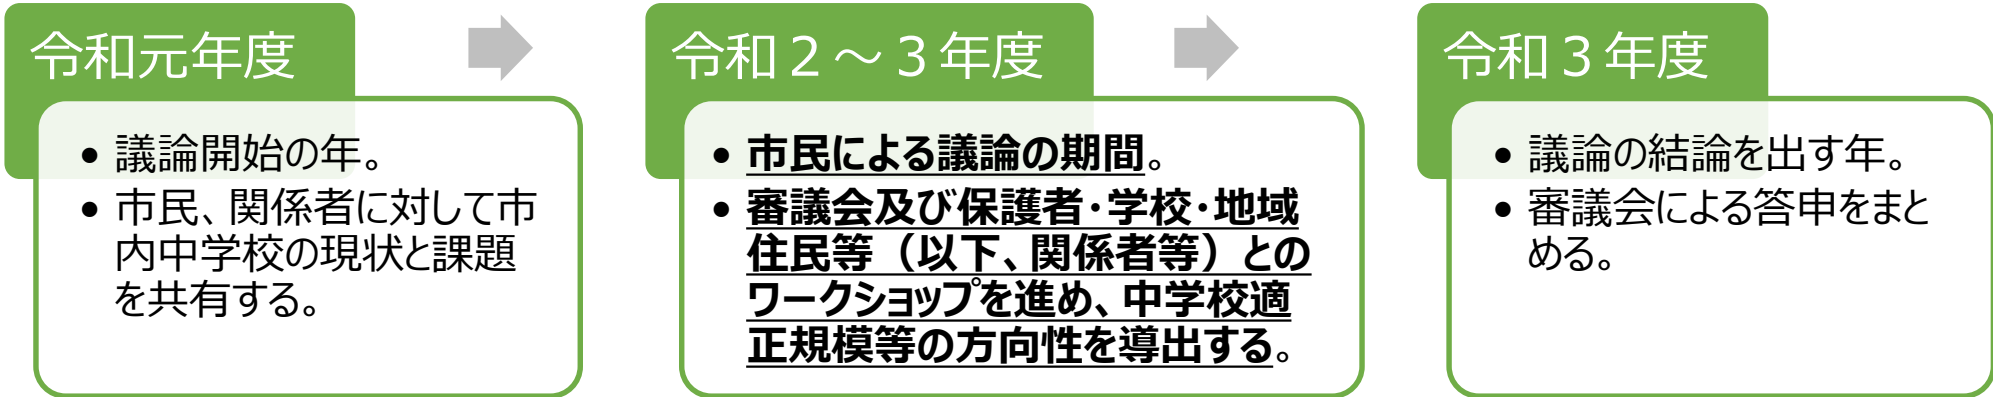 令和元年度
• 議論開始の年。
• 市民、関係者に対して市
内中学校の現状と課題
を共有する。
令和２～３年度
• 市民による議論の期間。
• 審議会及び保護者･学校･地域
住民等（以下、関係者等）との
ワークショップを進め、中学校適
正規模等の方向性を導出する。
令和３年度
• 議論の結論を出す年。
• 審議会による答申をまと
める。